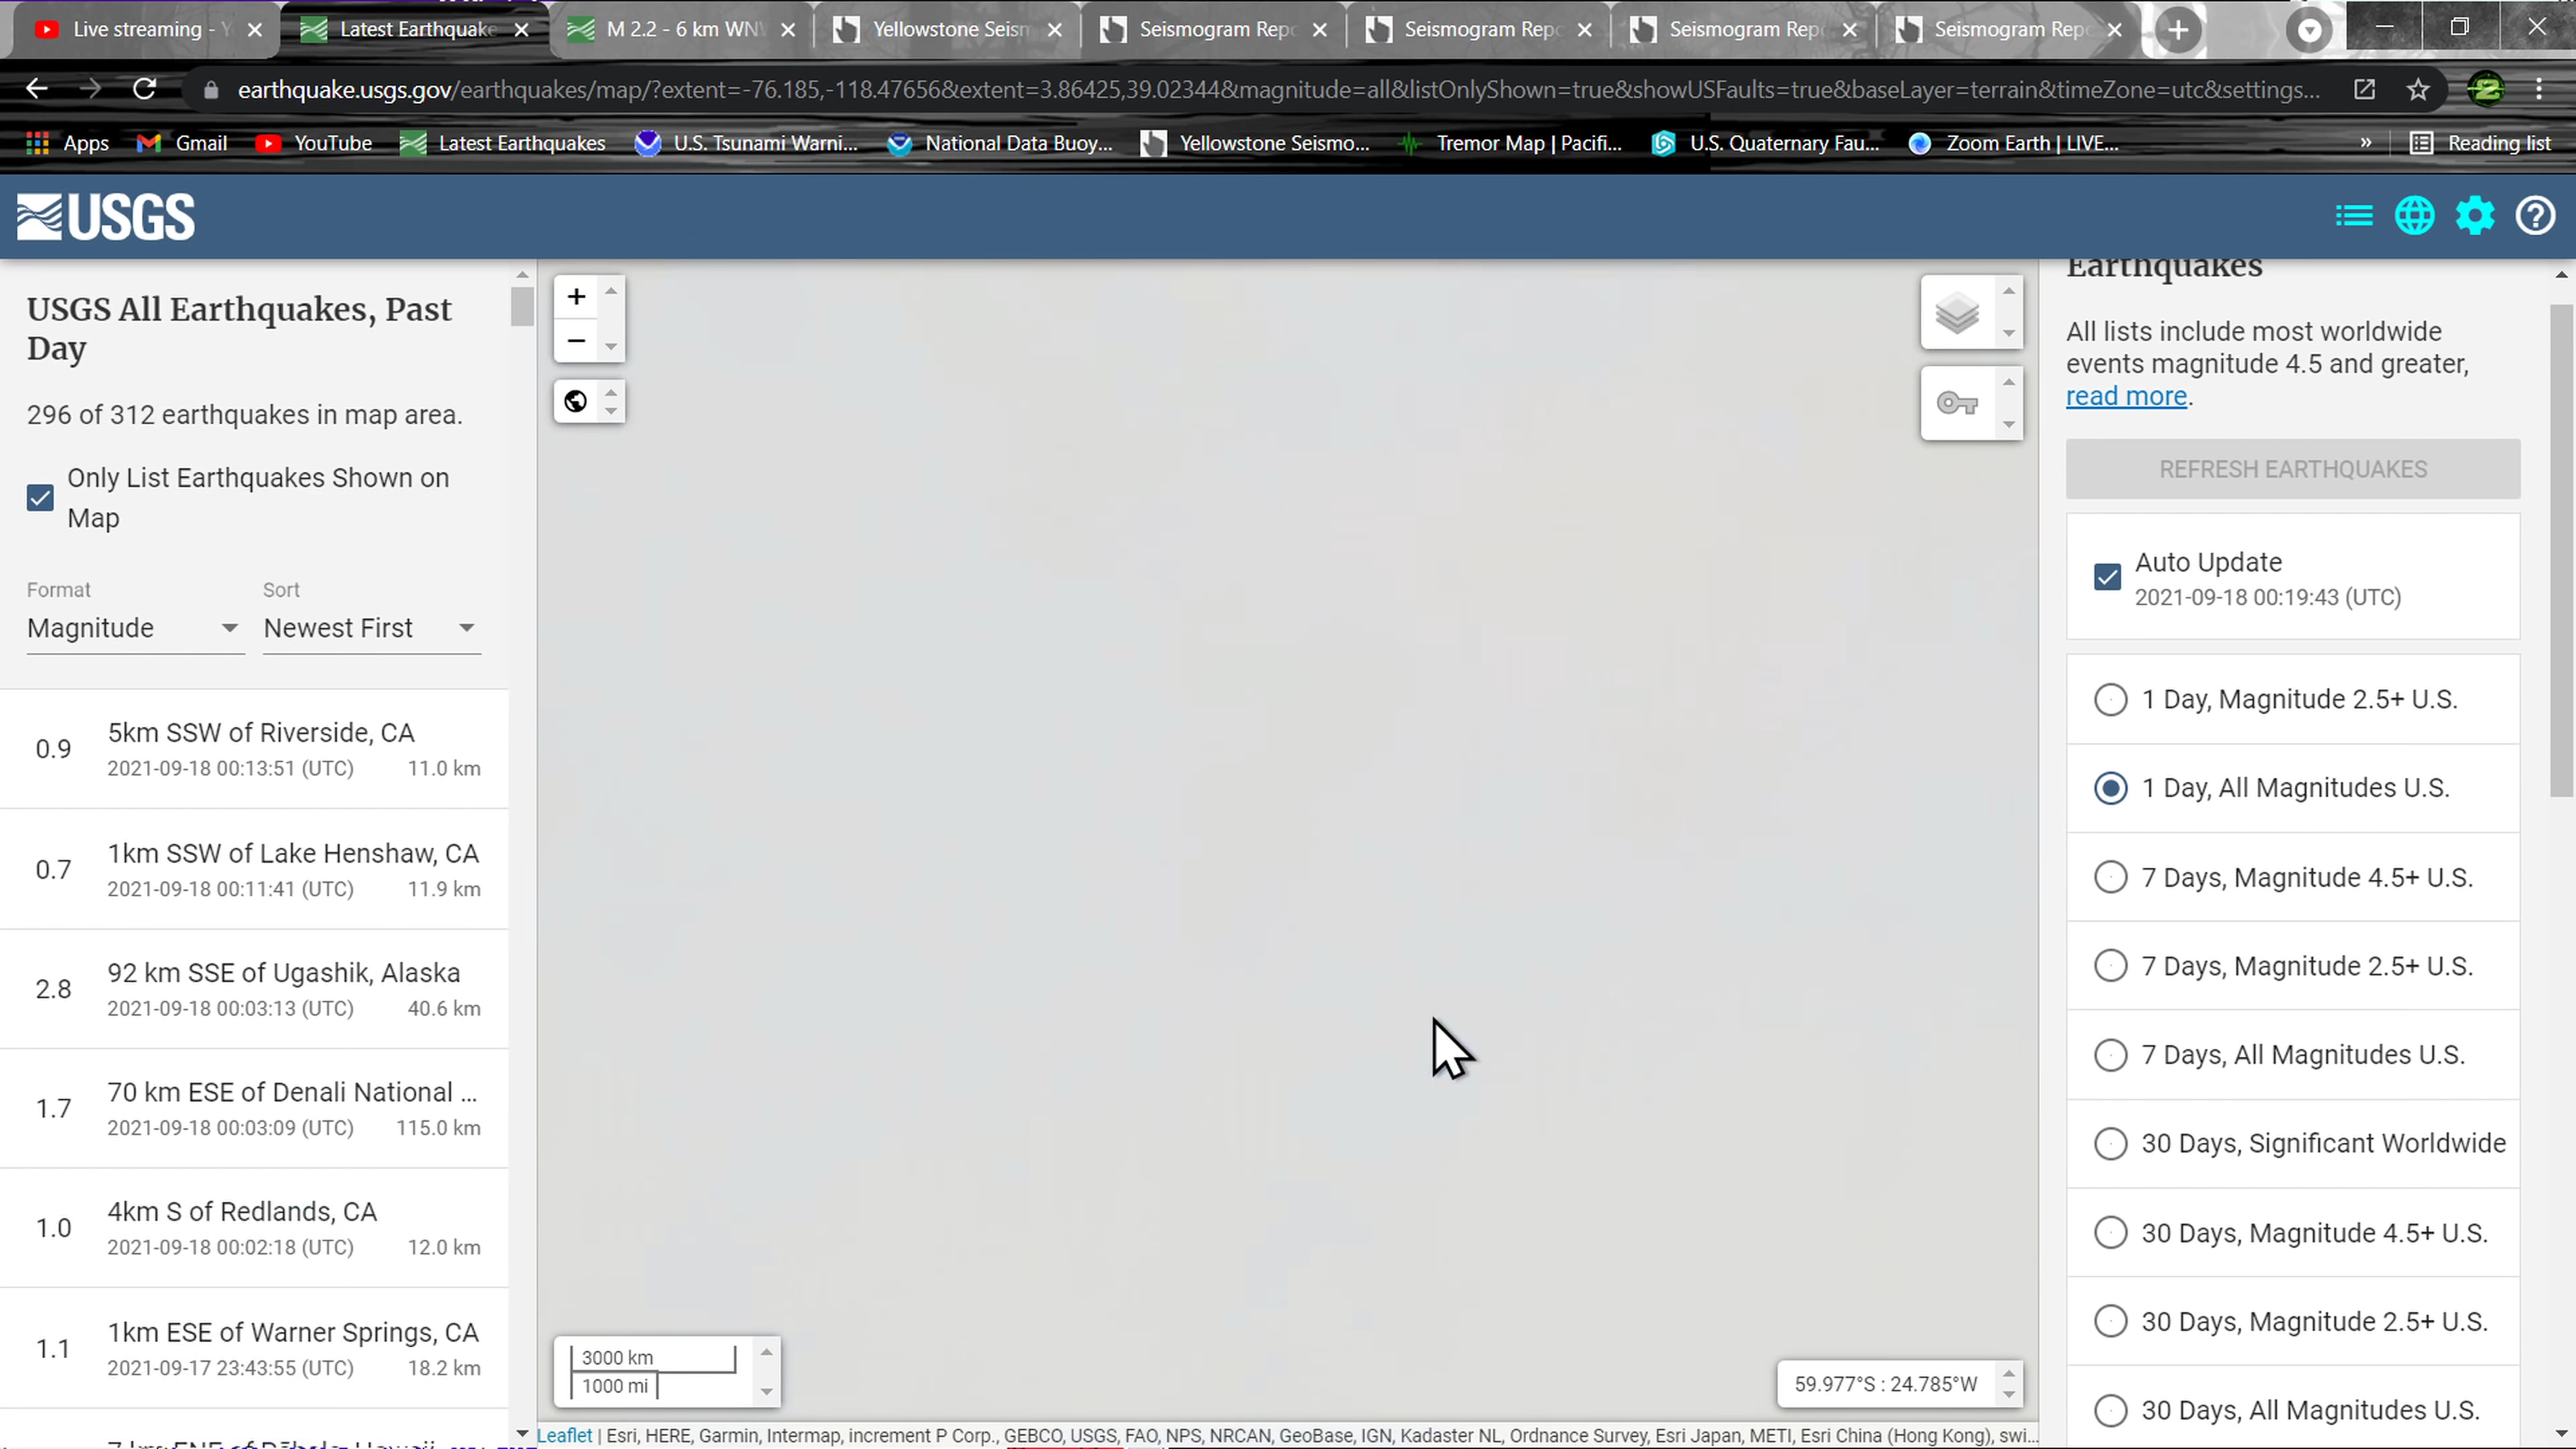 Live streaming - Y
Latest Earthquake
M 2.2 - 6 km WNW
Yellowstone Seism
Seismogram Repo
Seismogram Repo
Seismogram Repo
Seismogram Repo
earthquake.usgs.gov/earthquakes/map/?extent=-76.185,-118.47656&extent=3.86425,39.02344&magnitude=all&listOnlyShown=true&showUSFaults=true&baseLayer=terrain&timeZone=utc&settings...
Apps
Gmail
YouTube
Latest Earthquakes
U.S. Tsunami Warni...
National Data Buoy...
Yellowstone Seismo...
Tremor Map | Pacifi...
U.S. Quaternary Fau...
Zoom Earth | LIVE...
»
Reading list
USGS
USGS All Earthquakes, Past
Day
296 of 312 earthquakes in map area.
Only List Earthquakes Shown on
Map
Format
Sort
Magnitude
Newest First
0.9
5km SSW of Riverside, CA
2021-09-18 00:13:51 (UTC) 11.0 km
0.7
1km SSW of Lake Henshaw, CA
2021-09-18 00:11:41 (UTC) 11.9 km
2.8
92 km SSE of Ugashik, Alaska
2021-09-18 00:03:13 (UTC) 40.6 km
1.7
70 km ESE of Denali National ...
2021-09-18 00:03:09 (UTC) 115.0 km
1.0
4km S of Redlands, CA
2021-09-18 00:02:18 (UTC) 12.0 km
1.1
1km ESE of Warner Springs, CA
2021-09-17 23:43:55 (UTC) 18.2 km
+
−
3000 km
1000 mi
59.977°S : 24.785°W
Leaflet | Esri, HERE, Garmin, Intermap, increment P Corp., GEBCO, USGS, FAO, NPS, NRCAN, GeoBase, IGN, Kadaster NL, Ordnance Survey, Esri Japan, METI, Esri China (Hong Kong), swi...
Earthquakes
All lists include most worldwide
events magnitude 4.5 and greater,
read more.
REFRESH EARTHQUAKES
Auto Update
2021-09-18 00:19:43 (UTC)
1 Day, Magnitude 2.5+ U.S.
1 Day, All Magnitudes U.S.
7 Days, Magnitude 4.5+ U.S.
7 Days, Magnitude 2.5+ U.S.
7 Days, All Magnitudes U.S.
30 Days, Significant Worldwide
30 Days, Magnitude 4.5+ U.S.
30 Days, Magnitude 2.5+ U.S.
30 Days, All Magnitudes U.S.